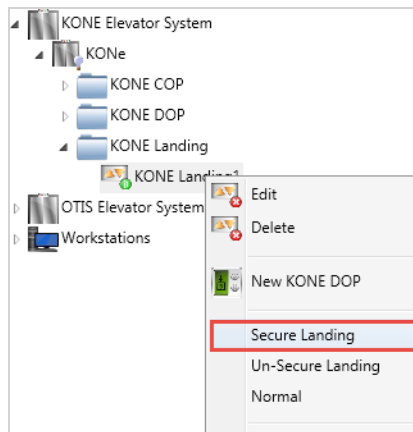 KONE Elevator System
KONe
KONE COP
KONE DOP
KONE Landing
KONE Landing1
OTIS Elevator System
Workstations
Edit
Delete
New KONE DOP
Secure Landing
Un-Secure Landing
Normal